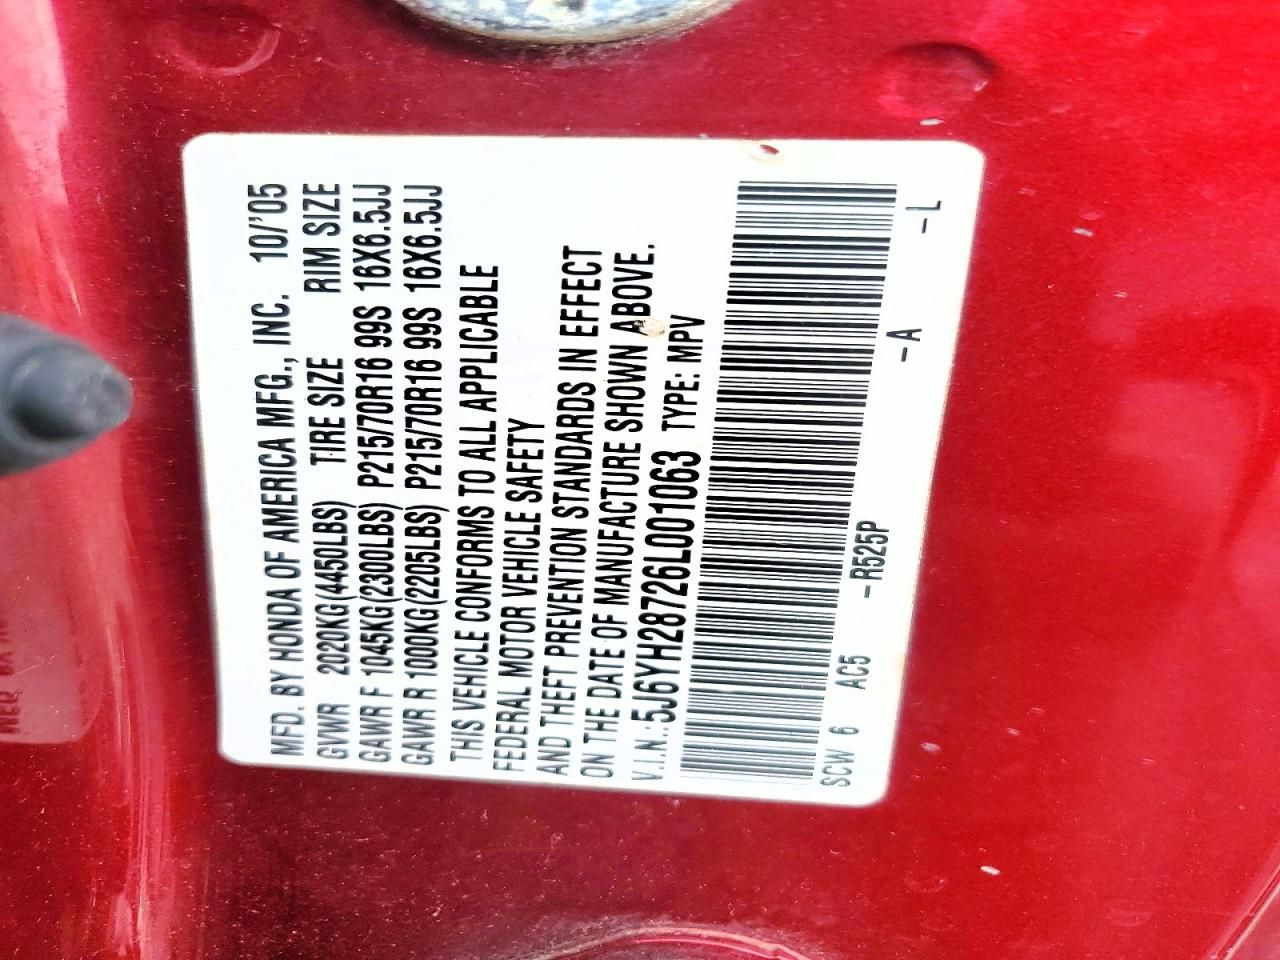 MFD. BY HONDA OF AMERICA MFG., INC. 10/'05
GVWR 2020KG(4450LBS) TIRE SIZE RIM SIZE
GAWR F 1045KG(2300LBS) P215/70R16 99S 16X6.5JJ
GAWR R 1000KG(2205LBS) P215/70R16 99S 16X6.5JJ
THIS VEHICLE CONFORMS TO ALL APPLICABLE
FEDERAL MOTOR VEHICLE SAFETY
AND THEFT PREVENTION STANDARDS IN EFFECT
ON THE DATE OF MANUFACTURE SHOWN ABOVE.
V.I.N.:5J6YH28726L001063 TYPE: MPV
SCW 6 AC5 -R525P -A -L